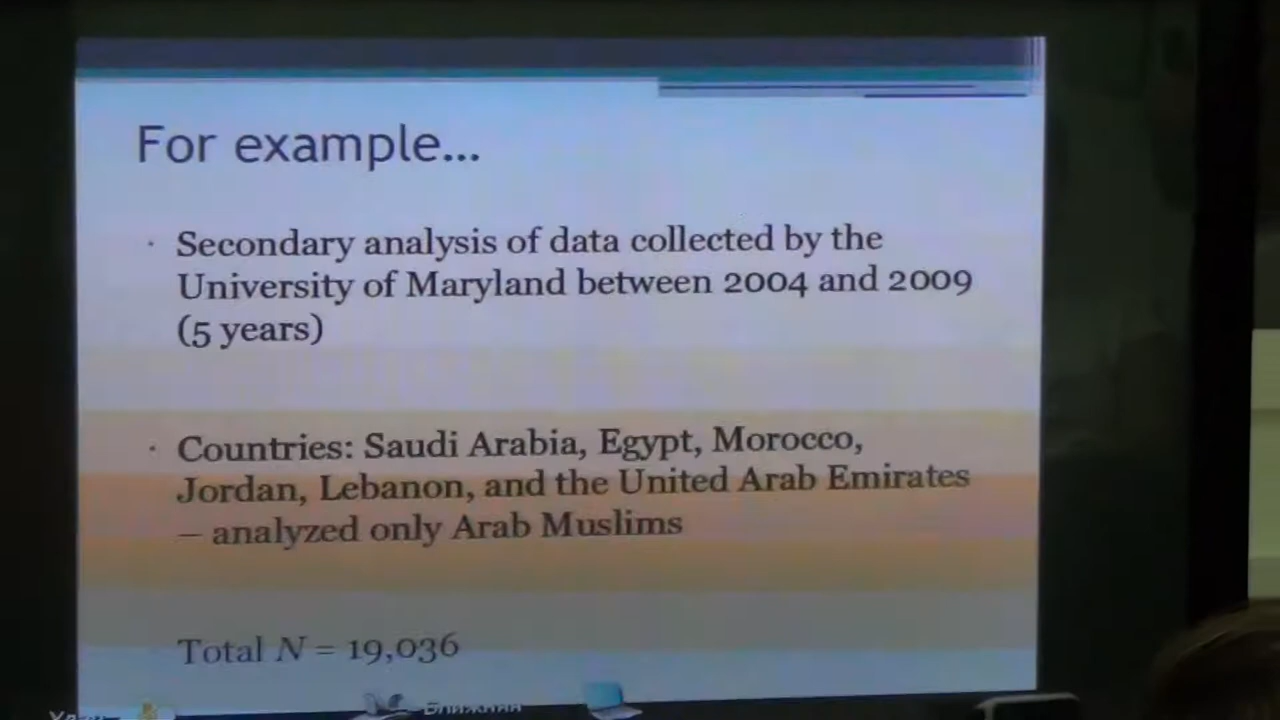 For example...
· Secondary analysis of data collected by the
University of Maryland between 2004 and 2009
(5 years)
· Countries: Saudi Arabia, Egypt, Morocco,
Jordan, Lebanon, and the United Arab Emirates
– analyzed only Arab Muslims
Total N = 19,036